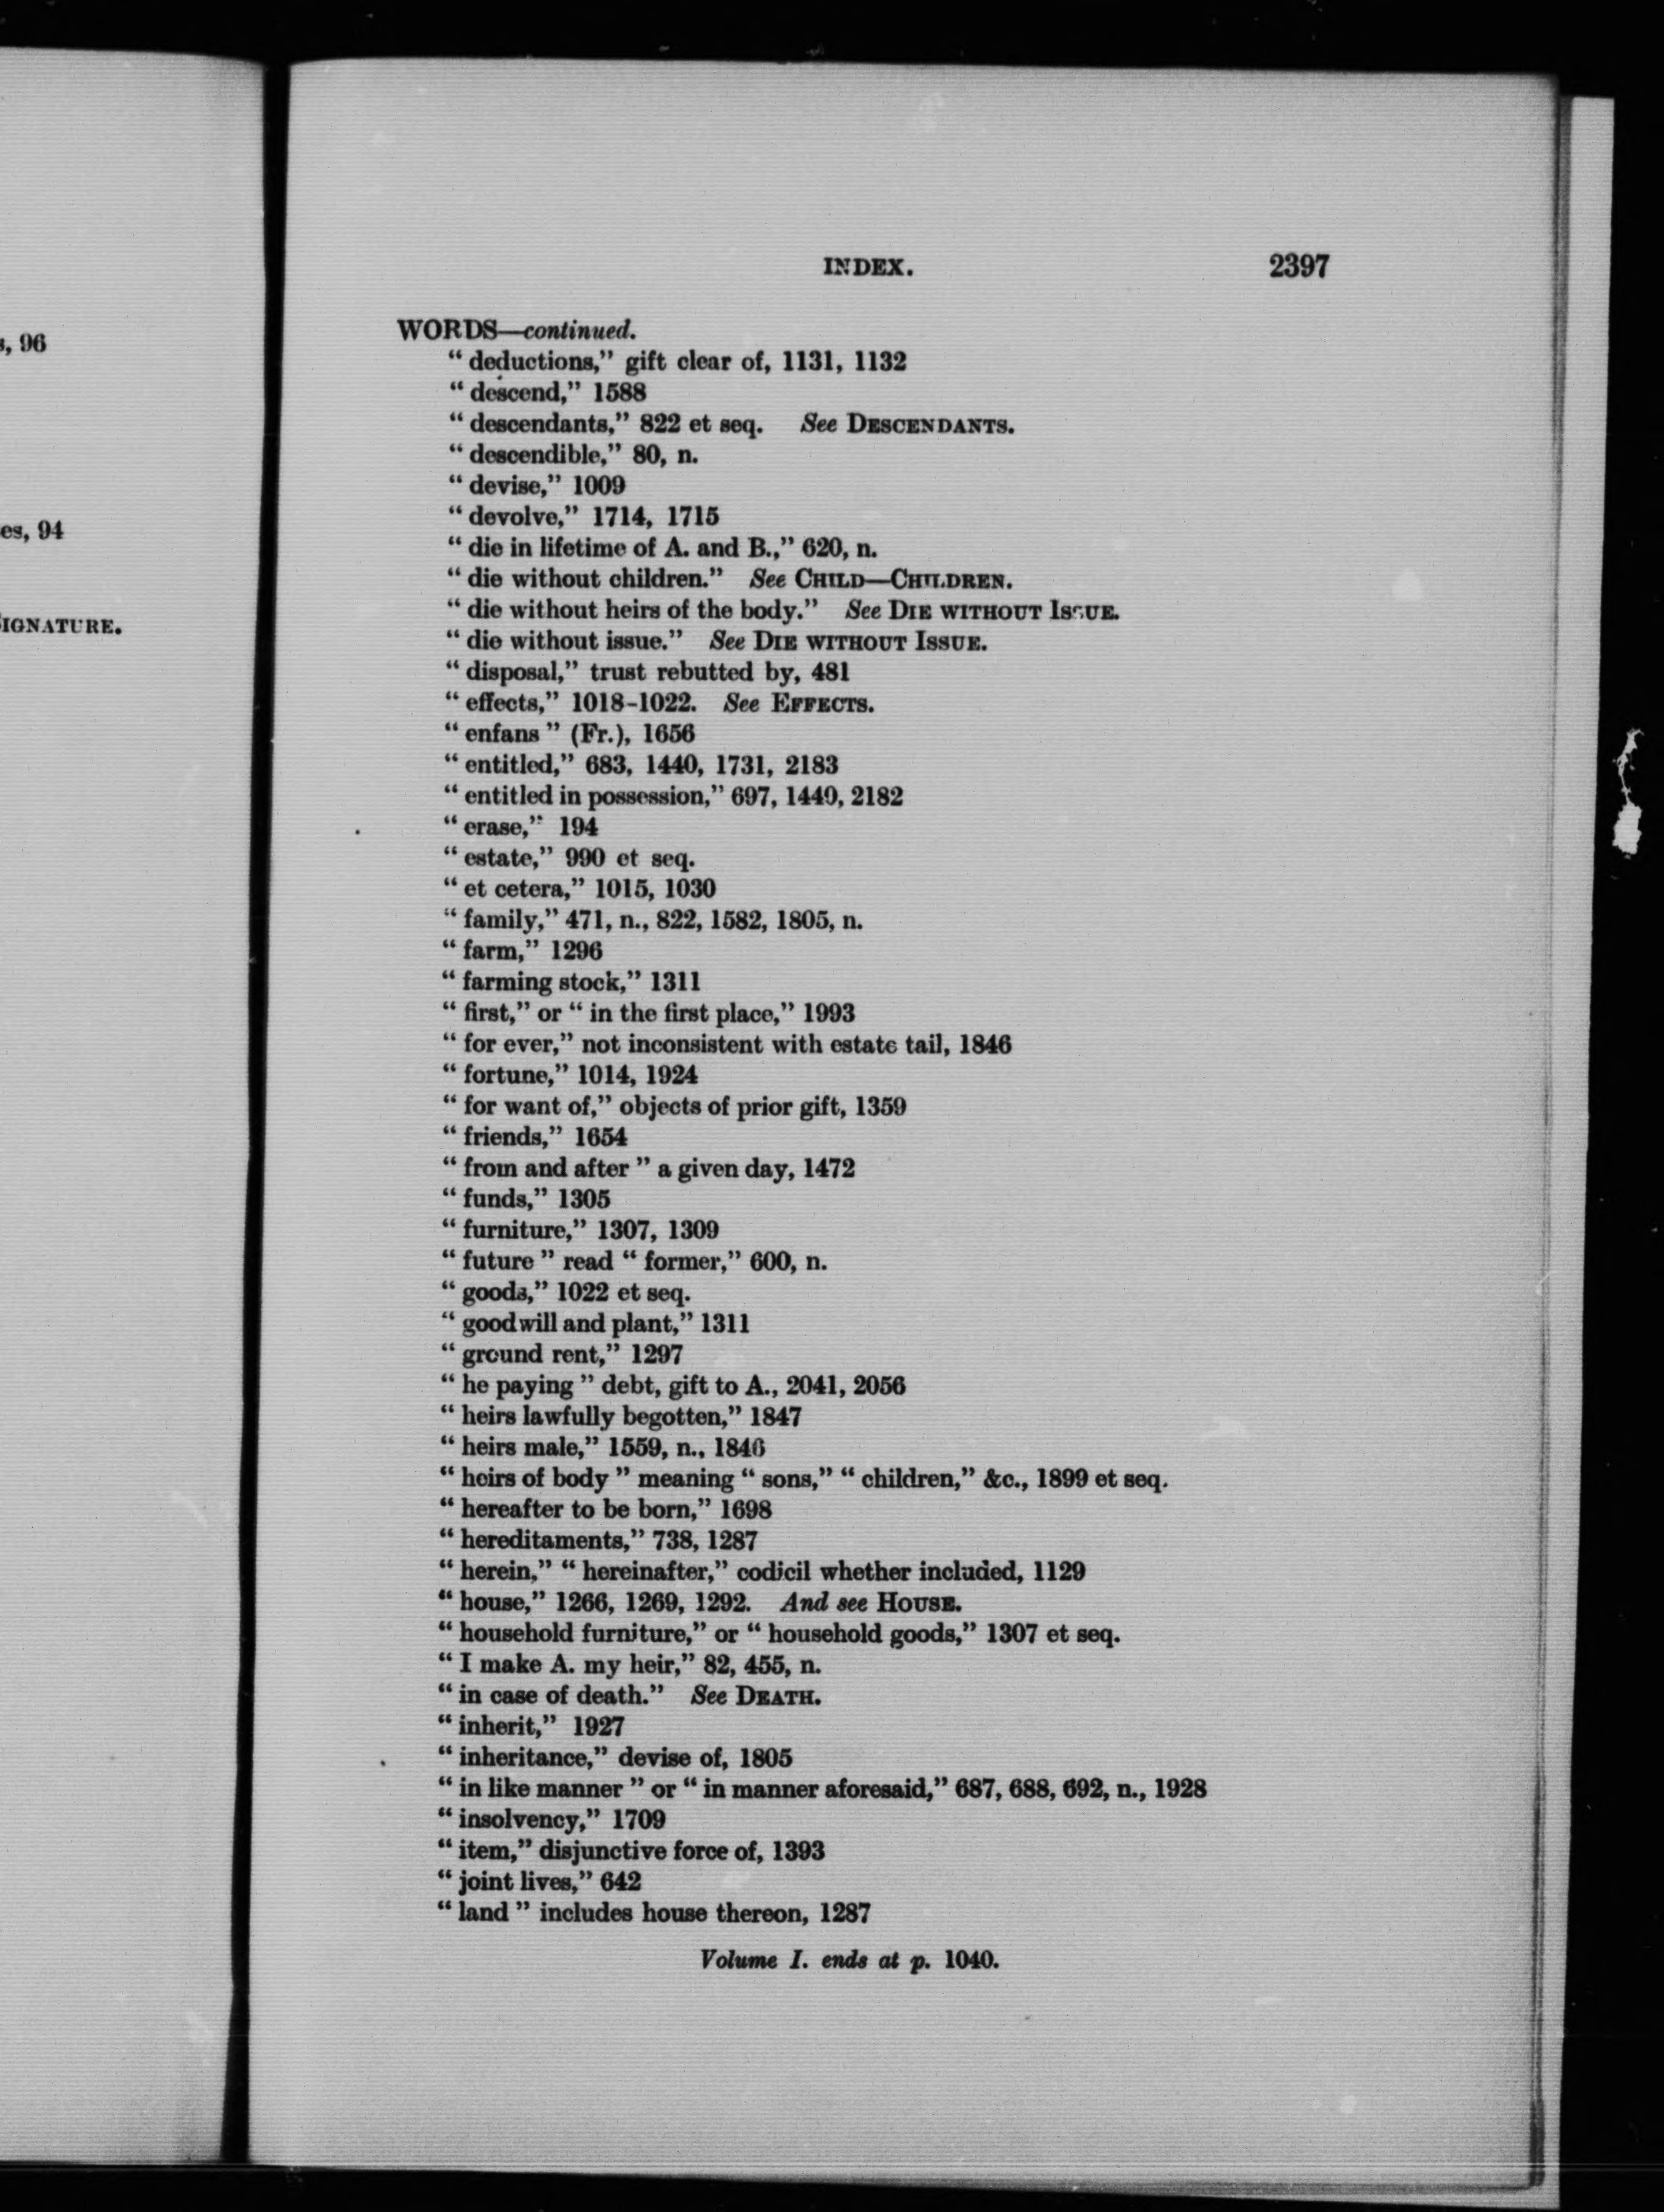 s, 96
es, 94
SIGNATURE.
INDEX. 2397
WORDS—continued.
“ deductions,” gift clear of, 1131, 1132
“ descend,” 1588
“ descendants,” 822 et seq. See DESCENDANTS.
“ descendible,” 80, n.
“ devise,” 1009
“ devolve,” 1714, 1715
“ die in lifetime of A. and B.,” 620, n.
“ die without children.” See CHILD—CHILDREN.
“ die without heirs of the body.” See DIE WITHOUT ISSUE.
“ die without issue.” See DIE WITHOUT ISSUE.
“ disposal,” trust rebutted by, 481
“ effects,” 1018-1022. See EFFECTS.
“ enfans ” (Fr.), 1656
“ entitled,” 683, 1440, 1731, 2183
“ entitled in possession,” 697, 1440, 2182
“ erase,” 194
“ estate,” 990 et seq.
“ et cetera,” 1015, 1030
“ family,” 471, n., 822, 1582, 1805, n.
“ farm,” 1296
“ farming stock,” 1311
“ first,” or “ in the first place,” 1993
“ for ever,” not inconsistent with estate tail, 1846
“ fortune,” 1014, 1924
“ for want of,” objects of prior gift, 1359
“ friends,” 1654
“ from and after ” a given day, 1472
“ funds,” 1305
“ furniture,” 1307, 1309
“ future ” read “ former,” 600, n.
“ goods,” 1022 et seq.
“ goodwill and plant,” 1311
“ ground rent,” 1297
“ he paying ” debt, gift to A., 2041, 2056
“ heirs lawfully begotten,” 1847
“ heirs male,” 1559, n., 1846
“ heirs of body ” meaning “ sons,” “ children,” &c., 1899 et seq.
“ hereafter to be born,” 1698
“ hereditaments,” 738, 1287
“ herein,” “ hereinafter,” codicil whether included, 1129
“ house,” 1266, 1269, 1292. And see HOUSE.
“ household furniture,” or “ household goods,” 1307 et seq.
“ I make A. my heir,” 82, 455, n.
“ in case of death.” See DEATH.
“ inherit,” 1927
“ inheritance,” devise of, 1805
“ in like manner ” or “ in manner aforesaid,” 687, 688, 692, n., 1928
“ insolvency,” 1709
“ item,” disjunctive force of, 1393
“ joint lives,” 642
“ land ” includes house thereon, 1287
Volume I. ends at p. 1040.